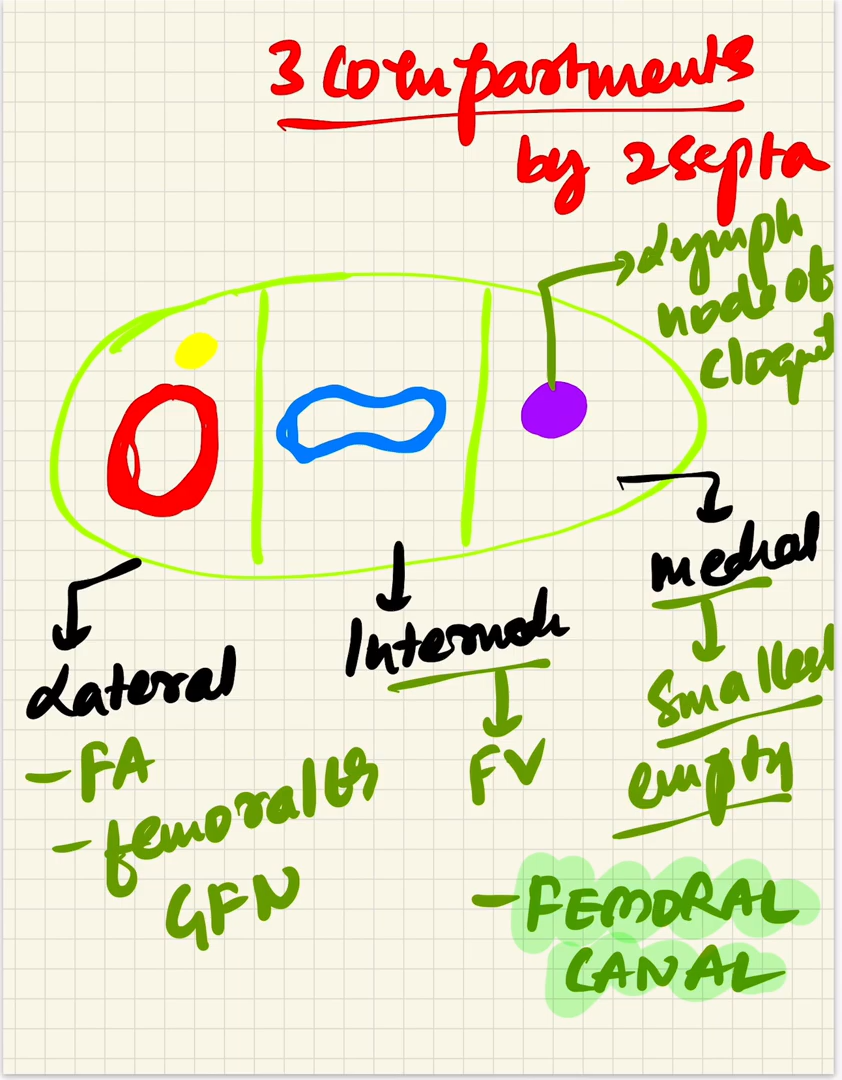 3 compartments
by 2 septa
Lymph
node of
cloquet
medial
Intermedi
Lateral
smallest
- FA
FV
empty
- femoral br
GFN
- FEMORAL
CANAL